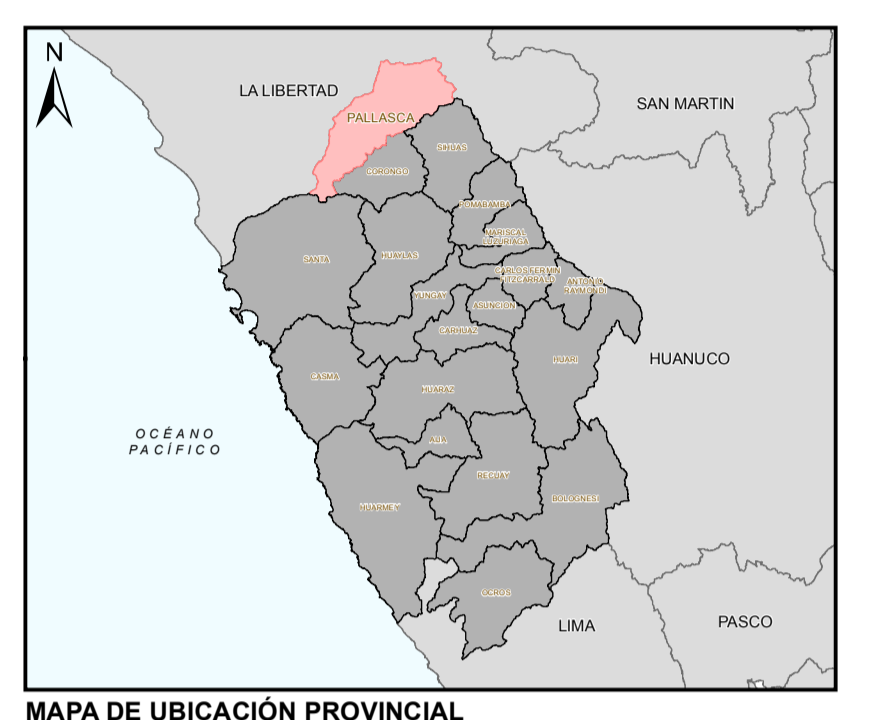 N
LA LIBERTAD
SAN MARTIN
PALLASCA
SIHUAS
CORONGO
POMABAMBA
MARISCAL
LUZURIAGA
SANTA
HUAYLAS
CARLOS FERMIN
FITZCARRALD
ANTONIO
RAYMONDI
YUNGAY
ASUNCION
CARHUAZ
HUARI
HUANUCO
CASMA
HUARAZ
OCÉANO
PACÍFICO
AIJA
RECUAY
BOLOGNESI
HUARMEY
OCROS
LIMA
PASCO
MAPA DE UBICACIÓN PROVINCIAL